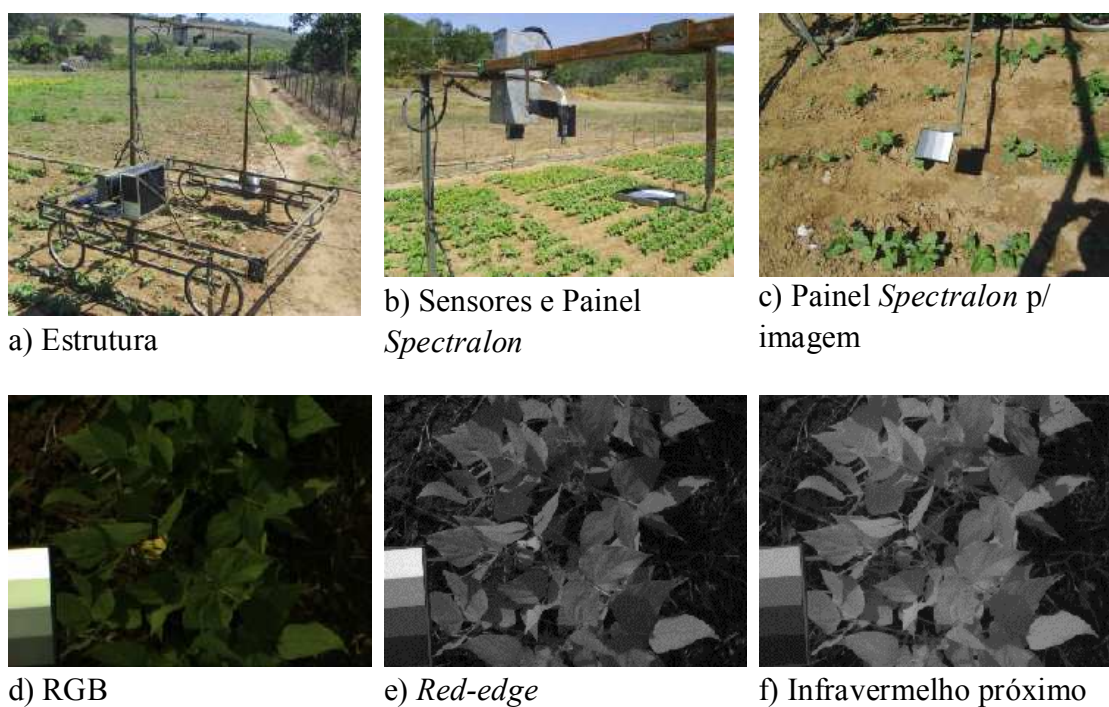 a) Estrutura
b) Sensores e Painel
Spectralon
c) Painel Spectralon p/
imagem
d) RGB
e) Red-edge
f) Infravermelho próximo